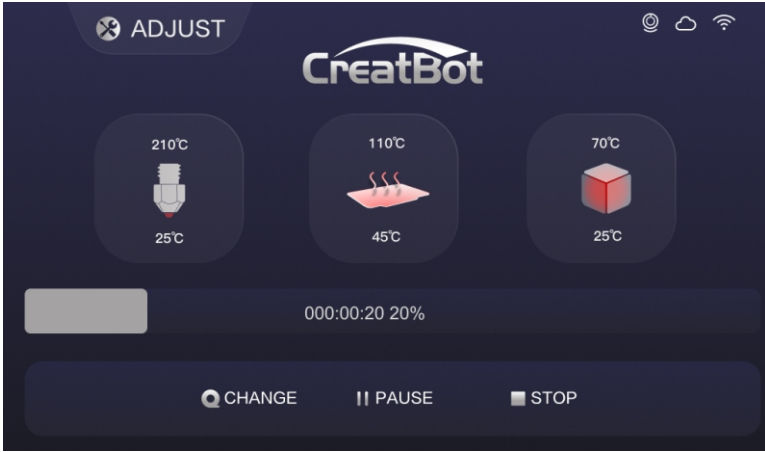 ADJUST
CreatBot
210℃ 110℃ 70℃
25℃ 45℃ 25℃
000:00:20 20%
CHANGE PAUSE STOP